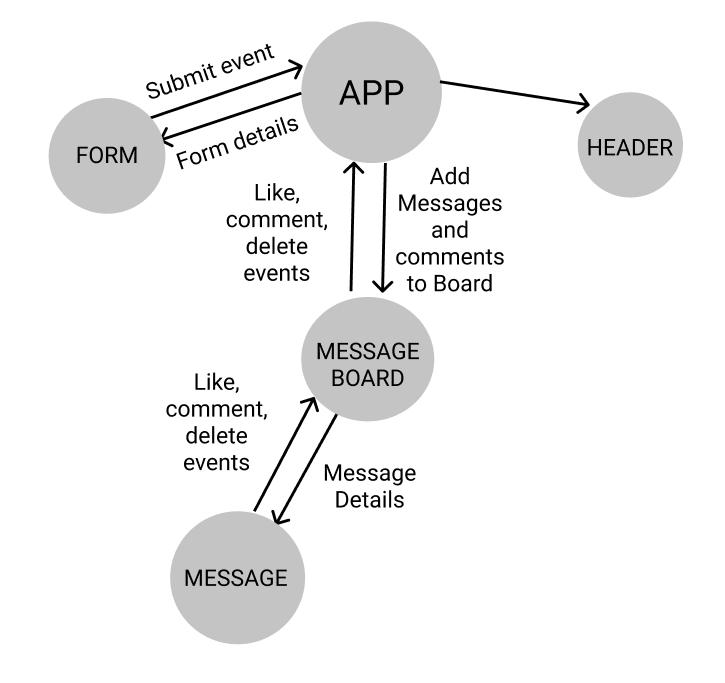 Submit event
APP
Form details
FORM
HEADER
Like,
comment,
delete
events
Add
Messages
and
comments
to Board
MESSAGE
BOARD
Like,
comment,
delete
events
Message
Details
MESSAGE